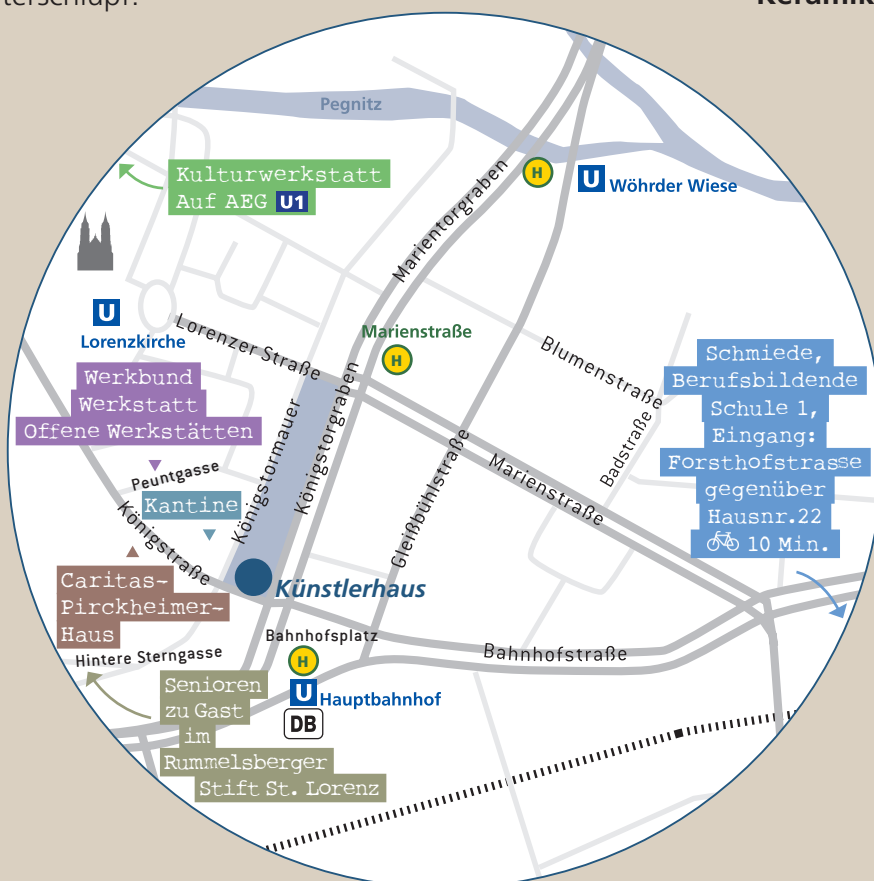 terschlupf.
Keramik
Pegnitz
Kulturwerkstatt
Auf AEG U1
H
U Wöhrder Wiese
Marientorgraben
U
Lorenzkirche
Lorenzer Straße
Marienstraße
H
Blumenstraße
Badstraße
Werkbund
Werkstatt
Offene Werkstätten
Peuntgasse
Kantine
Königstraße
Königstormauer
Königstorgraben
Gleißbühlstraße
Marienstraße
Schmiede,
Berufsbildende
Schule 1,
Eingang:
Forsthofstrasse
gegenüber
Hausnr.22
10 Min.
Künstlerhaus
Caritas-
Pirckheimer-
Haus
Hintere Sterngasse
Bahnhofsplatz
H
U Hauptbahnhof
DB
Bahnhofstraße
Senioren
zu Gast
im
Rummelsberger
Stift St. Lorenz